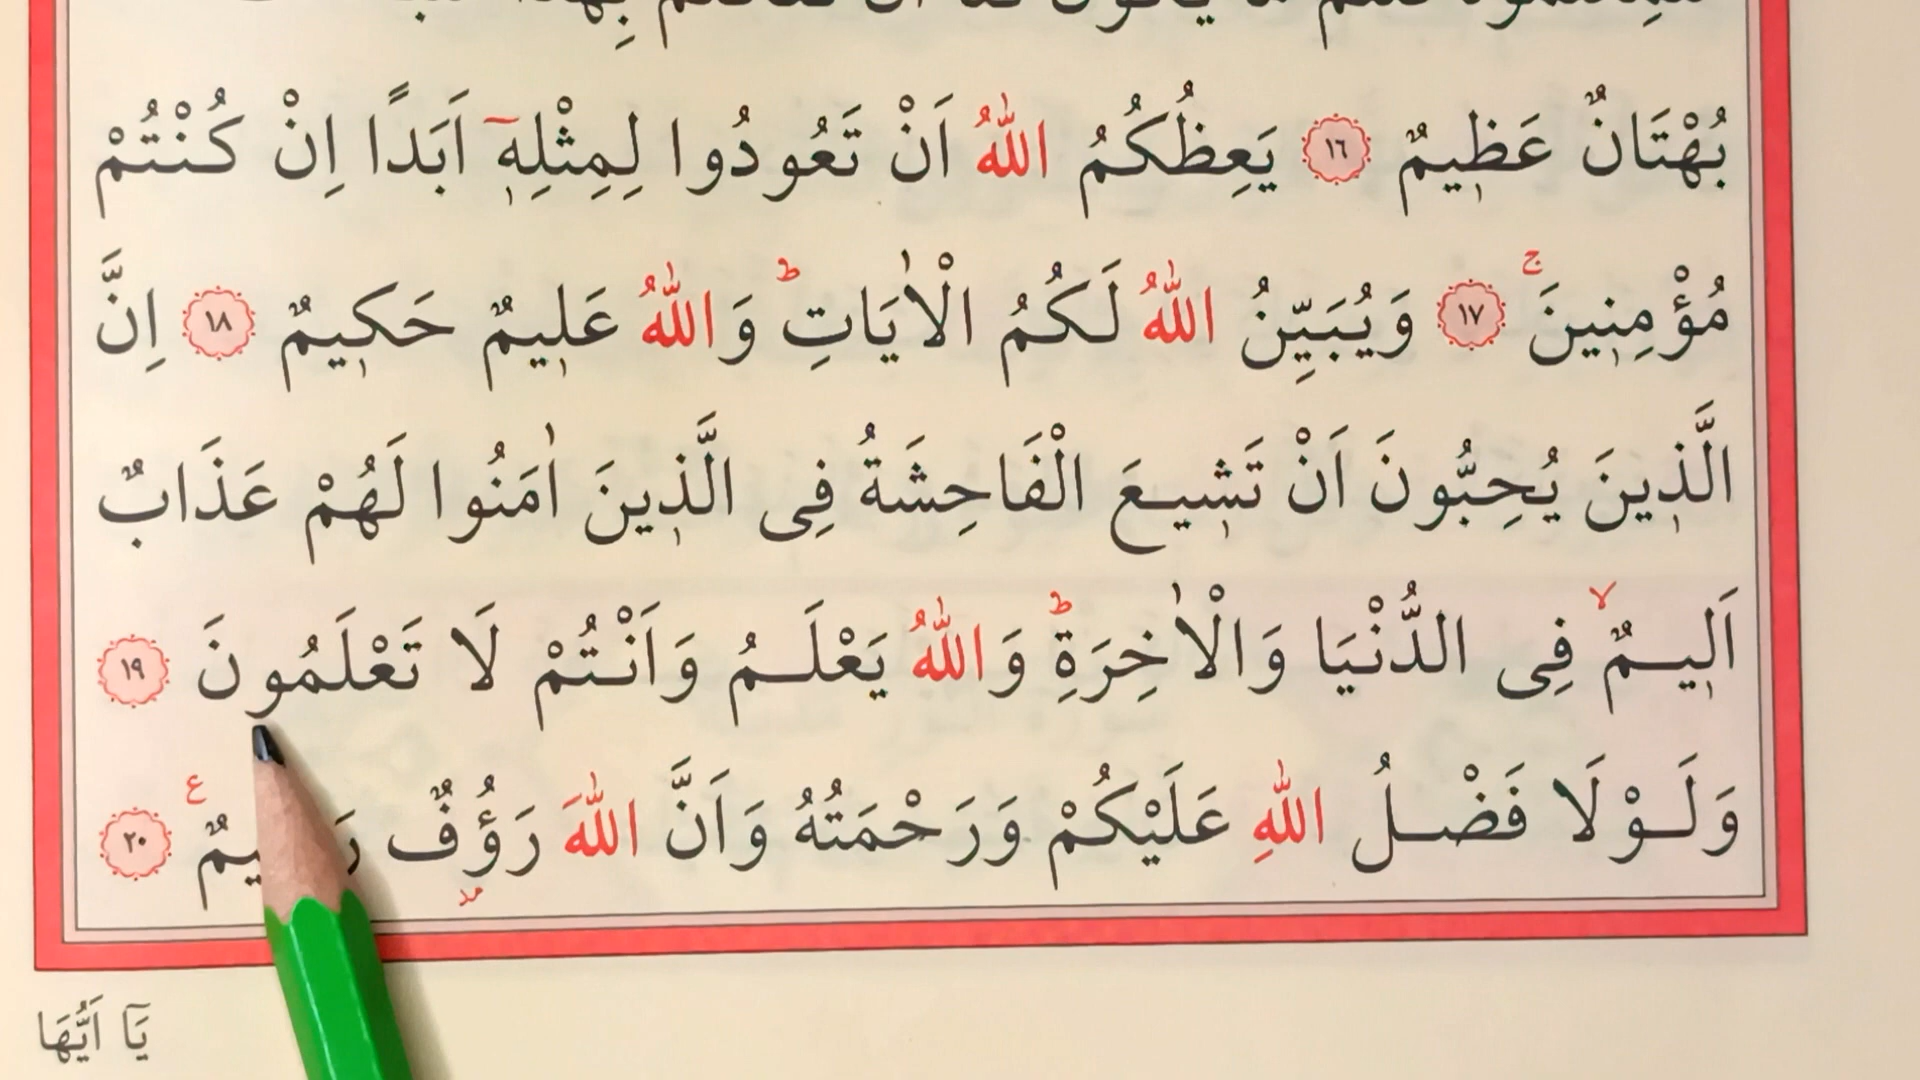 بُهْتَانٌ عَظٖيمٌ ١٦ يَعِظُكُمُ اللّٰهُ اَنْ تَعُودُوا لِمِثْلِهٖٓ اَبَدًا اِنْ كُنْتُمْ
مُؤْمِنٖينَۚ ١٧ وَيُبَيِّنُ اللّٰهُ لَكُمُ الْاٰيَاتِؕ وَاللّٰهُ عَلٖيمٌ حَكٖيمٌ ١٨ اِنَّ
الَّذٖينَ يُحِبُّونَ اَنْ تَشٖيعَ الْفَاحِشَةُ فِى الَّذٖينَ اٰمَنُوا لَهُمْ عَذَابٌ
اَلٖيمٌۙ فِى الدُّنْيَا وَالْاٰخِرَةِؕ وَاللّٰهُ يَعْلَمُ وَاَنْتُمْ لَا تَعْلَمُونَ ١٩
وَلَوْلَا فَضْلُ اللّٰهِ عَلَيْكُمْ وَرَحْمَتُهُ وَاَنَّ اللّٰهَ رَؤُفٌ ٢٠
يَٓا اَيُّهَا